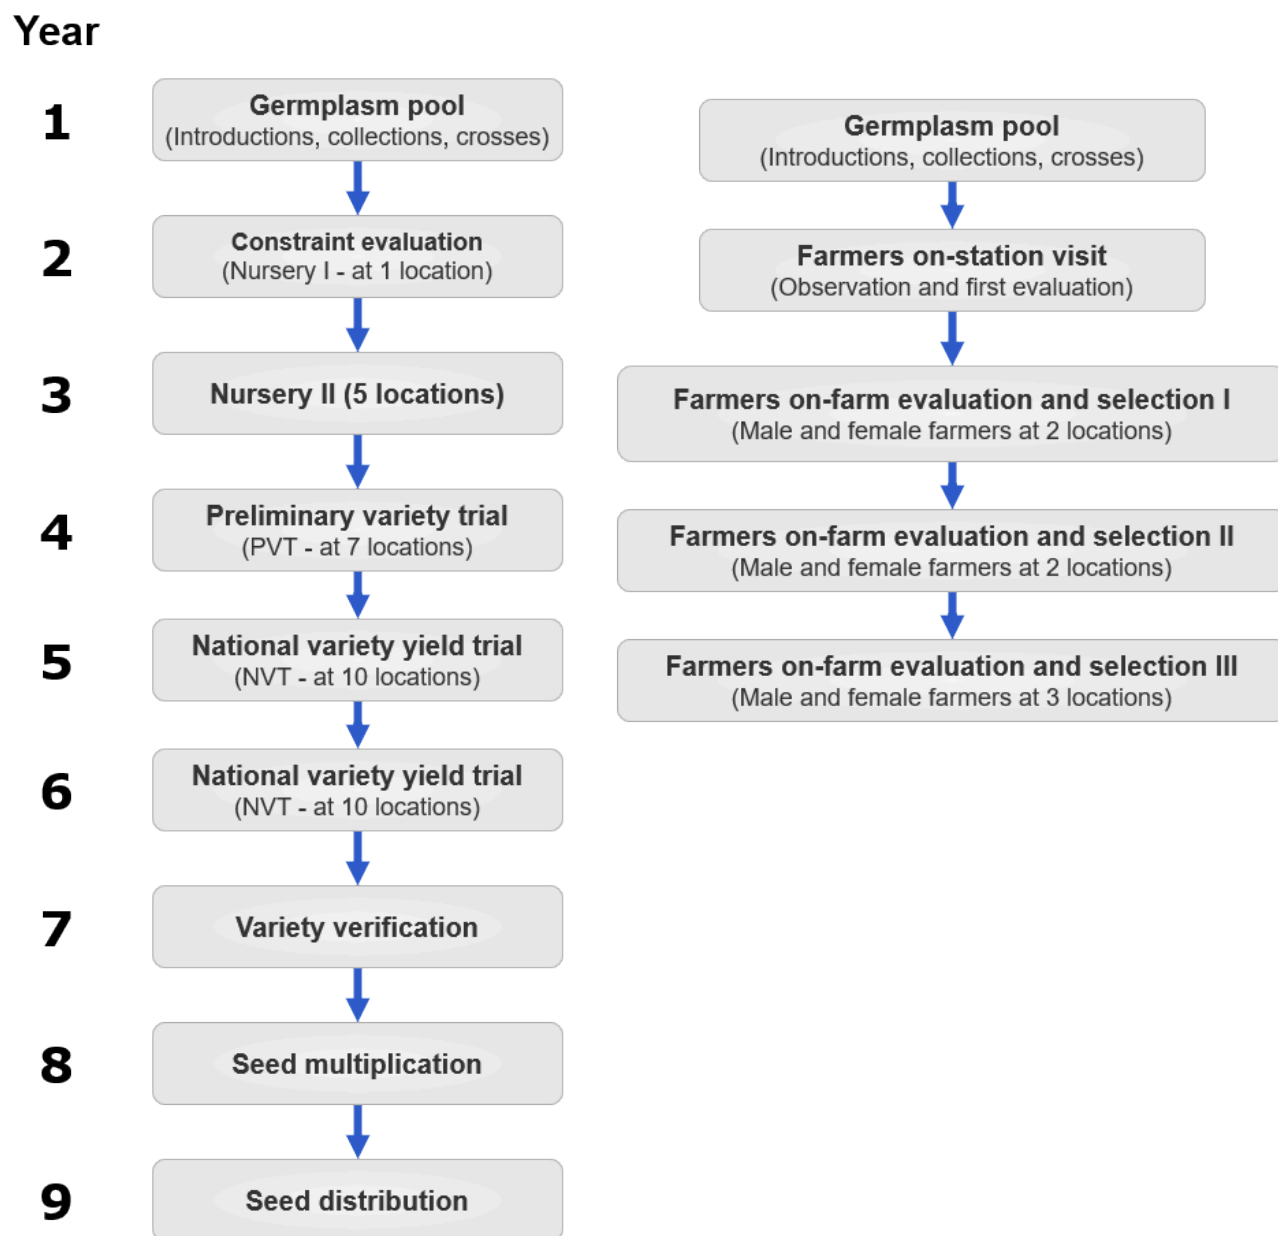 Year
1
Germplasm pool
(Introductions, collections, crosses)
Germplasm pool
(Introductions, collections, crosses)
2
Constraint evaluation
(Nursery I - at 1 location)
Farmers on-station visit
(Observation and first evaluation)
3
Nursery II (5 locations)
Farmers on-farm evaluation and selection I
(Male and female farmers at 2 locations)
4
Preliminary variety trial
(PVT - at 7 locations)
Farmers on-farm evaluation and selection II
(Male and female farmers at 2 locations)
5
National variety yield trial
(NVT - at 10 locations)
Farmers on-farm evaluation and selection III
(Male and female farmers at 3 locations)
6
National variety yield trial
(NVT - at 10 locations)
7
Variety verification
8
Seed multiplication
9
Seed distribution